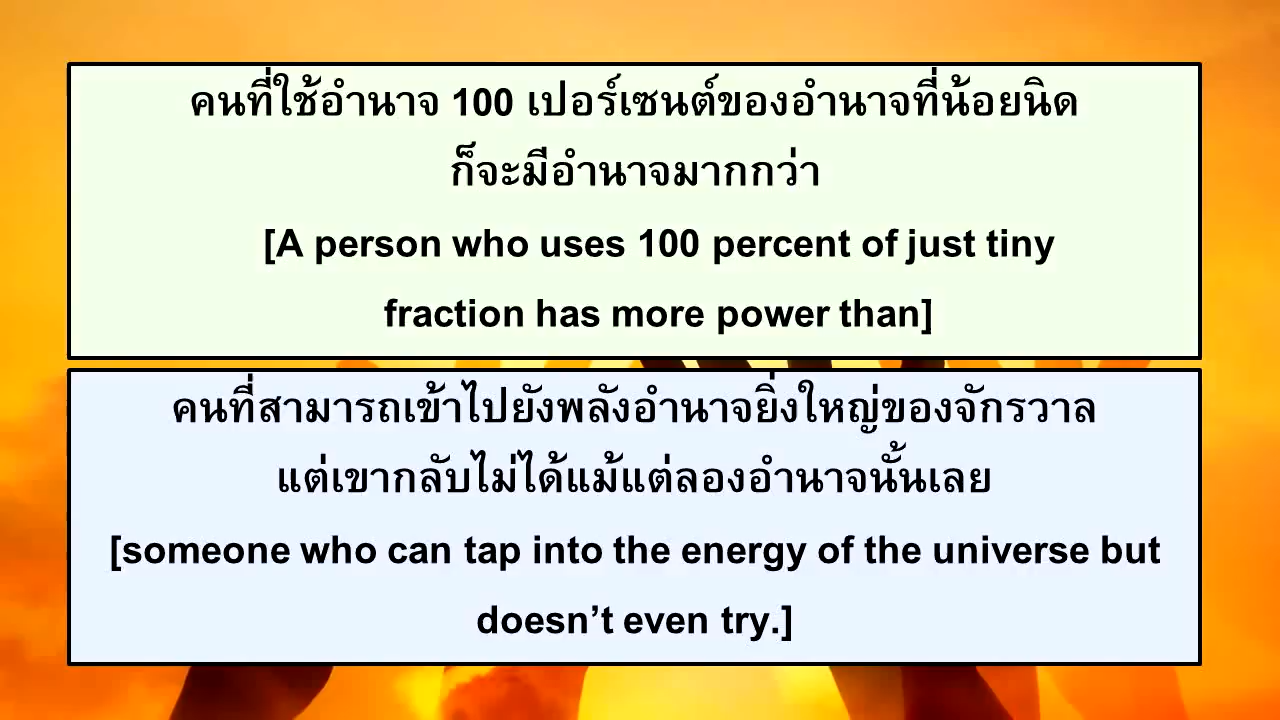 คนที่ใช้อำนาจ 100 เปอร์เซนต์ของอำนาจที่น้อยนิด
ก็จะมีอำนาจมากกว่า
[A person who uses 100 percent of just tiny
fraction has more power than]
คนที่สามารถเข้าไปยังพลังอำนาจยิ่งใหญ่ของจักรวาล
แต่เขากลับไม่ได้แม้แต่ลองอำนาจนั้นเลย
[someone who can tap into the energy of the universe but
doesn’t even try.]